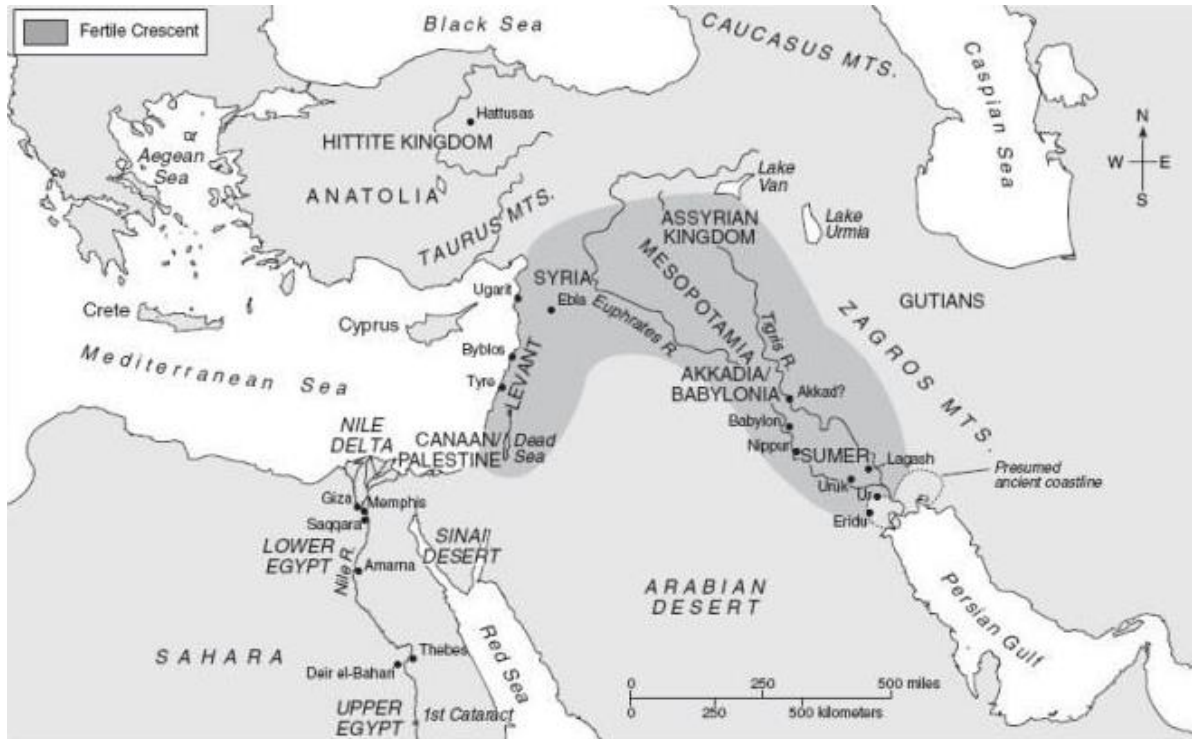 Fertile Crescent
Black Sea
CAUCASUS MTS.
Caspian Sea
N
W E
S
Hattusas
HITTITE KINGDOM
Aegean
Sea
ANATOLIA
TAURUS MTS.
Lake
Van
Lake
Urmia
ASSYRIAN
KINGDOM
MESOPOTAMIA
SYRIA
Ugarit
Ebla
Euphrates R.
Tigris R.
GUTIANS
ZAGROS MTS.
Crete
Cyprus
Mediterranean Sea
Byblos
Tyre
LEVANT
AKKADIA/
BABYLONIA
Akkad?
Babylon
Nippur
SUMER
Lagash
Uruk
Ur
Eridu
Presumed
ancient coastline
NILE
DELTA
CANAAN/
PALESTINE
Dead
Sea
Giza
Memphis
Saqqara
LOWER
EGYPT
Nile R.
Amarna
SINAI
DESERT
ARABIAN
DESERT
Persian Gulf
SAHARA
Thebes
Deir el-Bahari
Red Sea
UPPER
EGYPT
1st Cataract
0 250 500 miles
0 250 500 kilometers